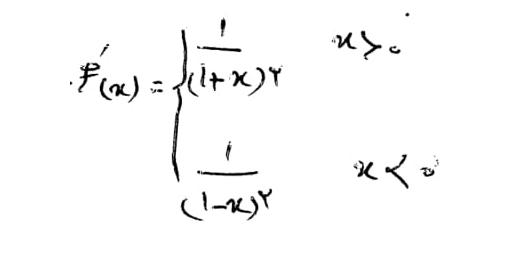 f'(x) = { 1/(1+x)^۲   x>۰
1/(1-x)^۲   x<۰